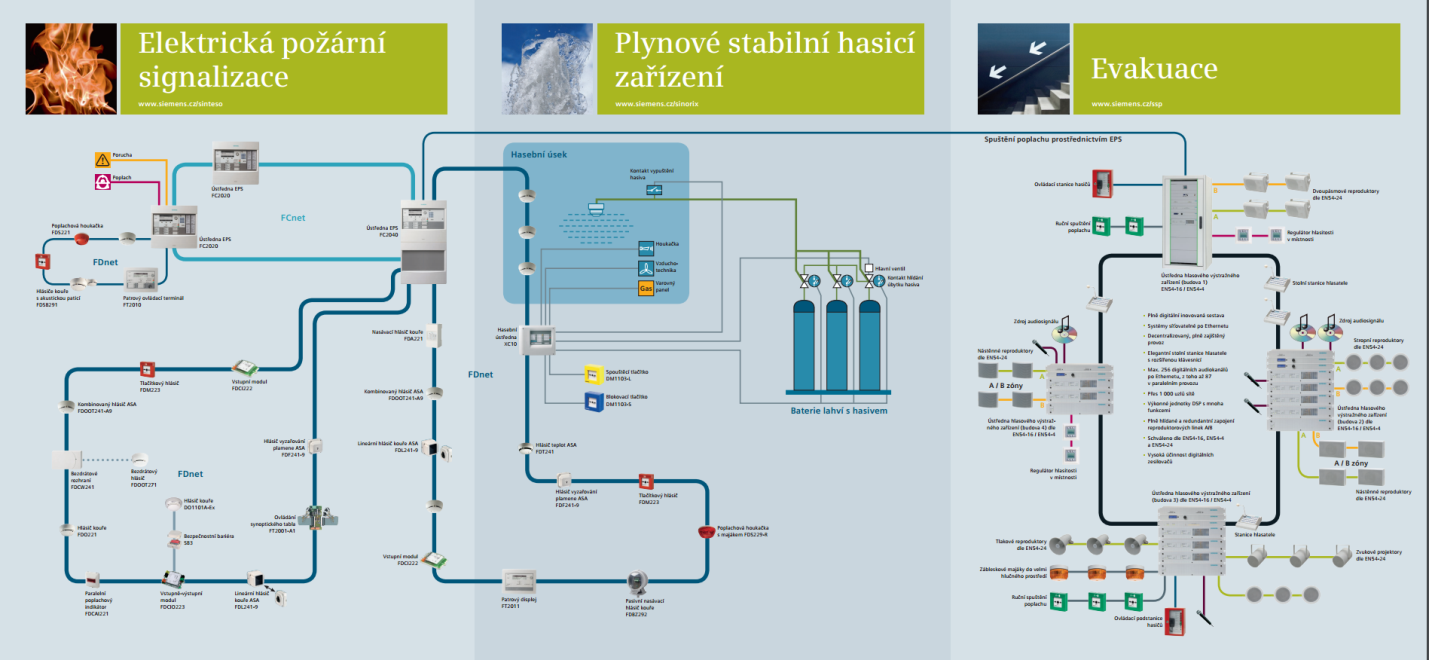 Elektrická požární
signalizace
www.siemens.cz/sinteso
Porucha
Poplach
Ústředna EPS
FC2020
Poplachová houkačka
FDS221
Ústředna EPS
FC2020
FCnet
Ústředna EPS
FC2040
FDnet
Hlásiče kouře
s akustickou paticí
FDSB291
Patrový ovládací terminál
FT2010
Nasávací hlásič kouře
FDA221
Tlačítkový hlásič
FDM223
Vstupní modul
FDCI222
Kombinovaný hlásič ASA
FDOOT241-A9
Kombinovaný hlásič ASA
FDOOT241-A9
Hlásič vyzařování
plamene ASA
FDF241-9
Lineární hlásič kouře ASA
FDL241-9
Bezdrátové
rozhraní
FDCW241
Bezdrátový
hlásič
FDOOT271
FDnet
Hlásič kouře
DO1101A-Ex
Bezpečnostní bariéra
SB3
Ovládání
synoptického tabla
FT2001-A1
Hlásič kouře
FDO221
Vstupní modul
FDCI222
Paralelní
poplachový
indikátor
FDCAI221
Vstupně-výstupní
modul
FDCIO223
Lineární hlásič
kouře ASA
FDL241-9
Plynové stabilní hasicí
zařízení
www.siemens.cz/sinorix
Hasební úsek
Kontakt vypuštění
hasiva
Houkačka
Vzducho-
technika
Gas
Varovný
panel
Hlavní ventil
Kontakt hlídání
úbytku hasiva
Hasební
ústředna
XC10
FDnet
Spouštěcí tlačítko
DM1103-L
Blokovací tlačítko
DM1103-S
Baterie lahví s hasivem
Hlásič teplot ASA
FDT241
Hlásič vyzařování
plamene ASA
FDF241-9
Tlačítkový hlásič
FDM223
Poplachová houkačka
s majákem FDS229-R
Patrový displej
FT2011
Pasivní nasávací
hlásič kouře
FDBZ292
Evakuace
www.siemens.cz/ssp
Spuštění poplachu prostřednictvím EPS
Ovládací stanice hasičů
B
A
Dvoupásmové reproduktory
dle EN54-24
Ruční spuštění
poplachu
Regulátor hlasitosti
v místnosti
Ústředna hlasového výstražného
zařízení (budova 1)
EN54-16 / EN54-4
Stolní stanice hlasatele
Zdroj audiosignálu
Zdroj audiosignálu
Nástěnné reproduktory
dle EN54-24
A
A / B zóny
B
Ústředna hlasového výstraž-
ného zařízení (budova 4) dle
EN54-16 / EN54-4
Regulátor hlasitosti
v místnosti
• Plně digitální inovovaná sestava
• Systémy síťovatelné po Ethernetu
• Decentralizovaný, plně zajištěný
provoz
• Elegantní stolní stanice hlasatele
s rozšířenou klávesnicí
• Max. 256 digitálních audiokanálů
po Ethernetu, z toho až 67
v paralelním provozu
• Přes 1 000 uzlů sítě
• Výkonné jednotky DSP s mnoha
funkcemi
• Plně hlídané a redundantní zapojení
reproduktorových linek A/B
• Schváleno dle EN54-16, EN54-4
a EN54-24
• Vysoká účinnost digitálních
zesilovačů
Stropní reproduktory
dle EN54-24
A
B
Ústředna hlasového
výstražného zařízení
(budova 2) dle
EN54-16 / EN54-4
A
B
A / B zóny
Nástěnné reproduktory
dle EN54-24
Ústředna hlasového výstražného zařízení
(budova 3) dle EN54-16 / EN54-4
Stanice hlasatele
Tlakové reproduktory
dle EN54-24
Zvukové projektory
dle EN54-24
Zábleskové majáky do velmi
hlučného prostředí
Ruční spuštění
poplachu
Ovládací podstanice
hasičů